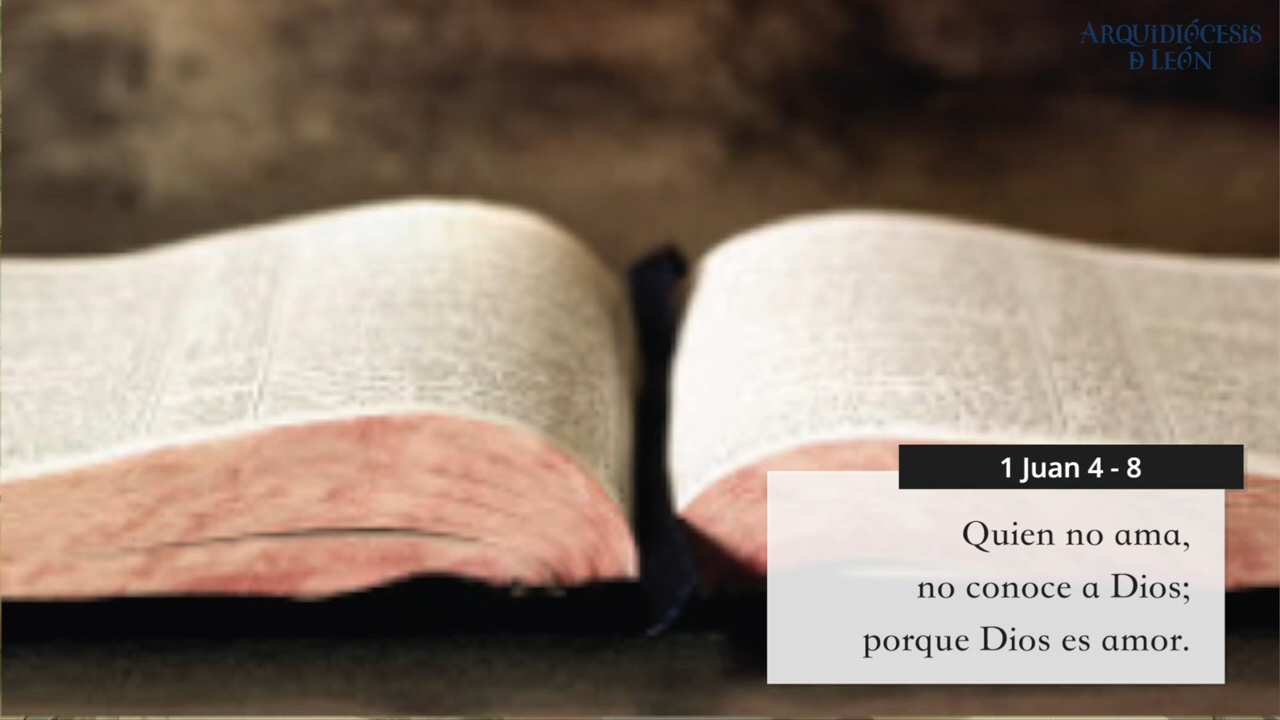 ARQUIDIÓCESIS
D LEÓN
1 Juan 4 - 8
Quien no ama,
no conoce a Dios;
porque Dios es amor.